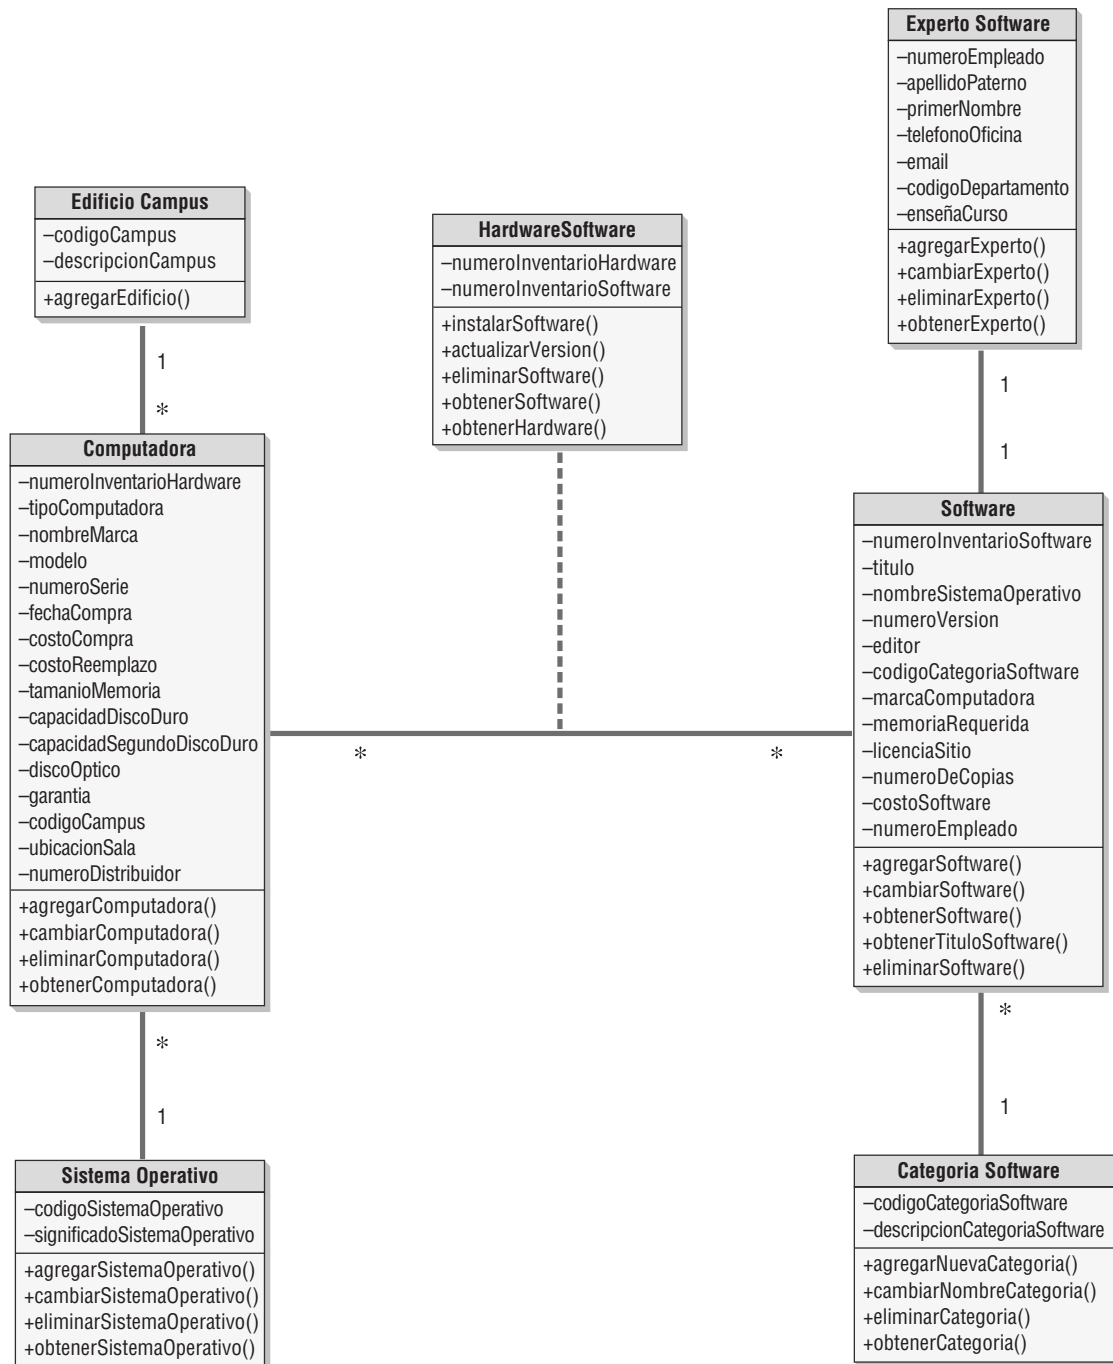 Experto Software
–numeroEmpleado
–apellidoPaterno
–primerNombre
–telefonoOficina
–email
–codigoDepartamento
–enseñaCurso
+agregarExperto()
+cambiarExperto()
+eliminarExperto()
+obtenerExperto()
Edificio Campus
–codigoCampus
–descripcionCampus
+agregarEdificio()
HardwareSoftware
–numeroInventarioHardware
–numeroInventarioSoftware
+instalarSoftware()
+actualizarVersion()
+eliminarSoftware()
+obtenerSoftware()
+obtenerHardware()
1
*
1
1
Computadora
–numeroInventarioHardware
–tipoComputadora
–nombreMarca
–modelo
–numeroSerie
–fechaCompra
–costoCompra
–costoReemplazo
–tamanioMemoria
–capacidadDiscoDuro
–capacidadSegundoDiscoDuro
–discoOptico
–garantia
–codigoCampus
–ubicacionSala
–numeroDistribuidor
+agregarComputadora()
+cambiarComputadora()
+eliminarComputadora()
+obtenerComputadora()
*
*
Software
–numeroInventarioSoftware
–titulo
–nombreSistemaOperativo
–numeroVersion
–editor
–codigoCategoriaSoftware
–marcaComputadora
–memoriaRequerida
–licenciaSitio
–numeroDeCopias
–costoSoftware
–numeroEmpleado
+agregarSoftware()
+cambiarSoftware()
+obtenerSoftware()
+obtenerTituloSoftware()
+eliminarSoftware()
*
1
*
1
Sistema Operativo
–codigoSistemaOperativo
–significadoSistemaOperativo
+agregarSistemaOperativo()
+cambiarSistemaOperativo()
+eliminarSistemaOperativo()
+obtenerSistemaOperativo()
Categoria Software
–codigoCategoriaSoftware
–descripcionCategoriaSoftware
+agregarNuevaCategoria()
+cambiarNombreCategoria()
+eliminarCategoria()
+obtenerCategoria()